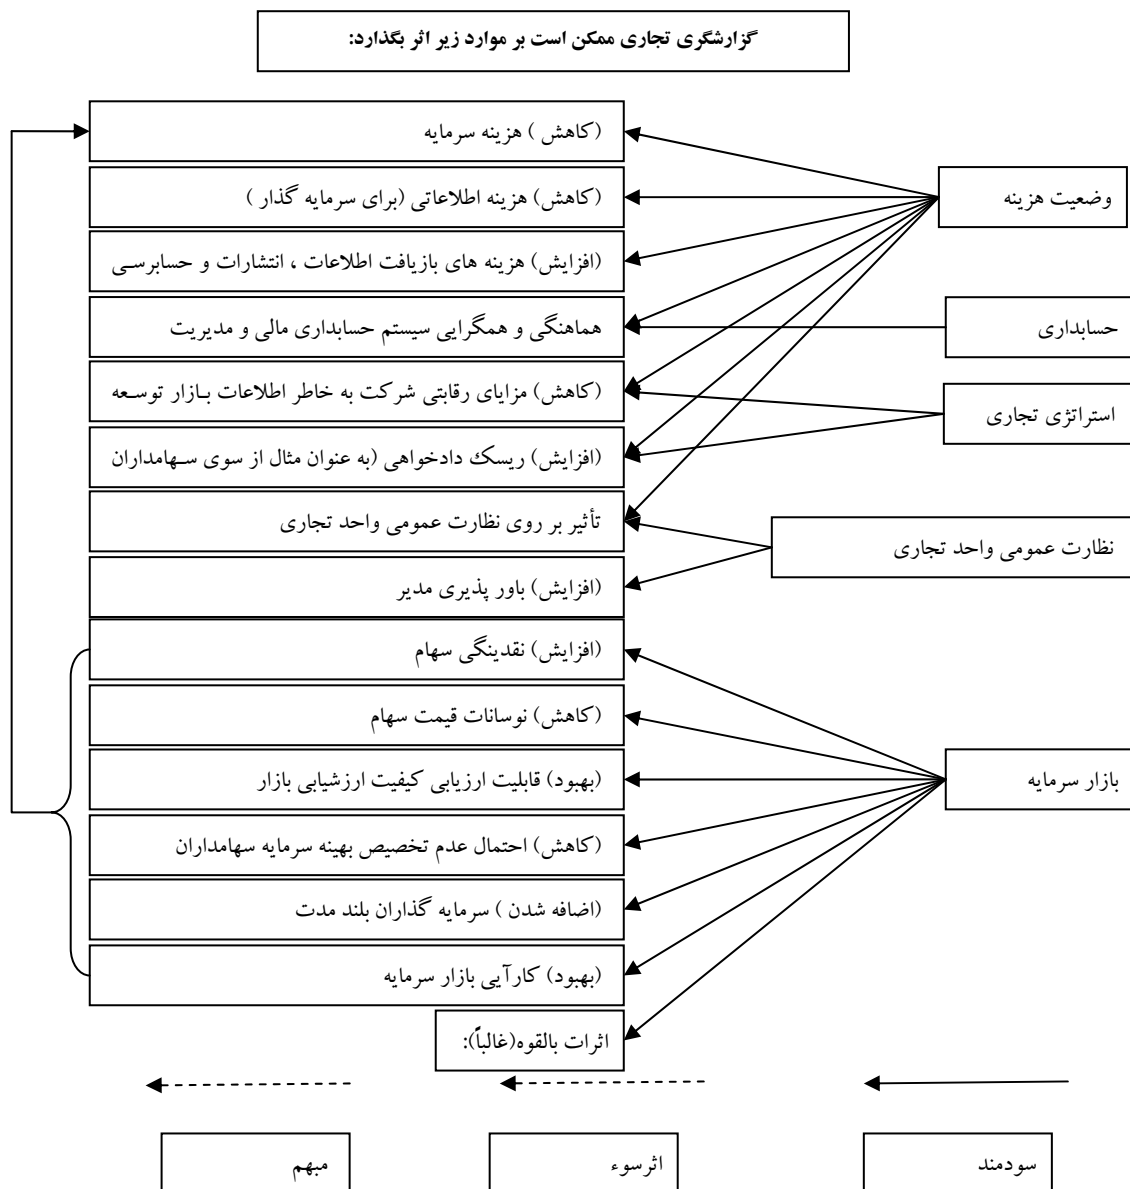 گزارشگری تجاری ممکن است بر موارد زیر اثر بگذارد:
(کاهش ) هزینه سرمایه
وضعیت هزینه
(کاهش) هزینه اطلاعاتی (برای سرمایه گذار )
(افزایش) هزینه های بازیافت اطلاعات ، انتشارات و حسابرسی
حسابداری
هماهنگی و همگرایی سیستم حسابداری مالی و مدیریت
(کاهش) مزایای رقابتی شرکت به خاطر اطلاعات بازار توسعه
استراتژی تجاری
(افزایش) ریسک دادخواهی (به عنوان مثال از سوی سهامداران
تأثیر بر روی نظارت عمومی واحد تجاری
نظارت عمومی واحد تجاری
(افزایش) باور پذیری مدیر
(افزایش) نقدینگی سهام
(کاهش) نوسانات قیمت سهام
بازار سرمایه
(بهبود) قابلیت ارزیابی کیفیت ارزشیابی بازار
(کاهش) احتمال عدم تخصیص بهینه سرمایه سهامداران
(اضافه شدن ) سرمایه گذاران بلند مدت
(بهبود) کارآیی بازار سرمایه
اثرات بالقوه(غالباً):
سودمند
اثرسوء
مبهم